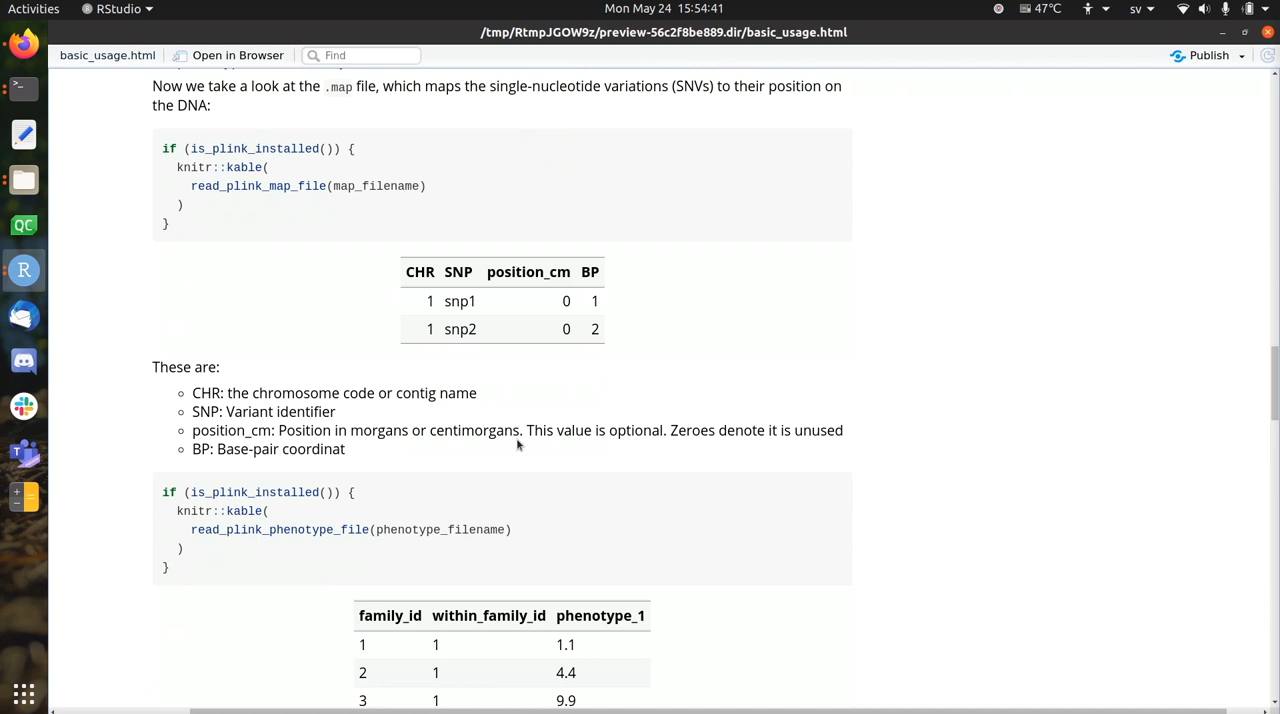 Activities RStudio Mon May 24 15:54:41 47°C sv
/tmp/RtmpJGOW9z/preview-56c2f8be889.dir/basic_usage.html
basic_usage.html Open in Browser Find Publish
Now we take a look at the .map file, which maps the single-nucleotide variations (SNVs) to their position on
the DNA:
if (is_plink_installed()) {
knitr::kable(
read_plink_map_file(map_filename)
)
}
CHR SNP position_cm BP
1 snp1 0 1
1 snp2 0 2
These are:
CHR: the chromosome code or contig name
SNP: Variant identifier
position_cm: Position in morgans or centimorgans. This value is optional. Zeroes denote it is unused
BP: Base-pair coordinat
if (is_plink_installed()) {
knitr::kable(
read_plink_phenotype_file(phenotype_filename)
)
}
family_id within_family_id phenotype_1
1 1 1.1
2 1 4.4
3 1 9.9
QC
R